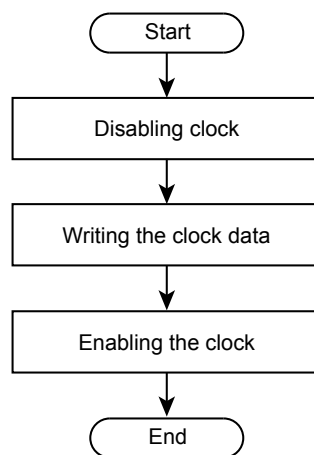 Start
Disabling clock
Writing the clock data
Enabling the clock
End